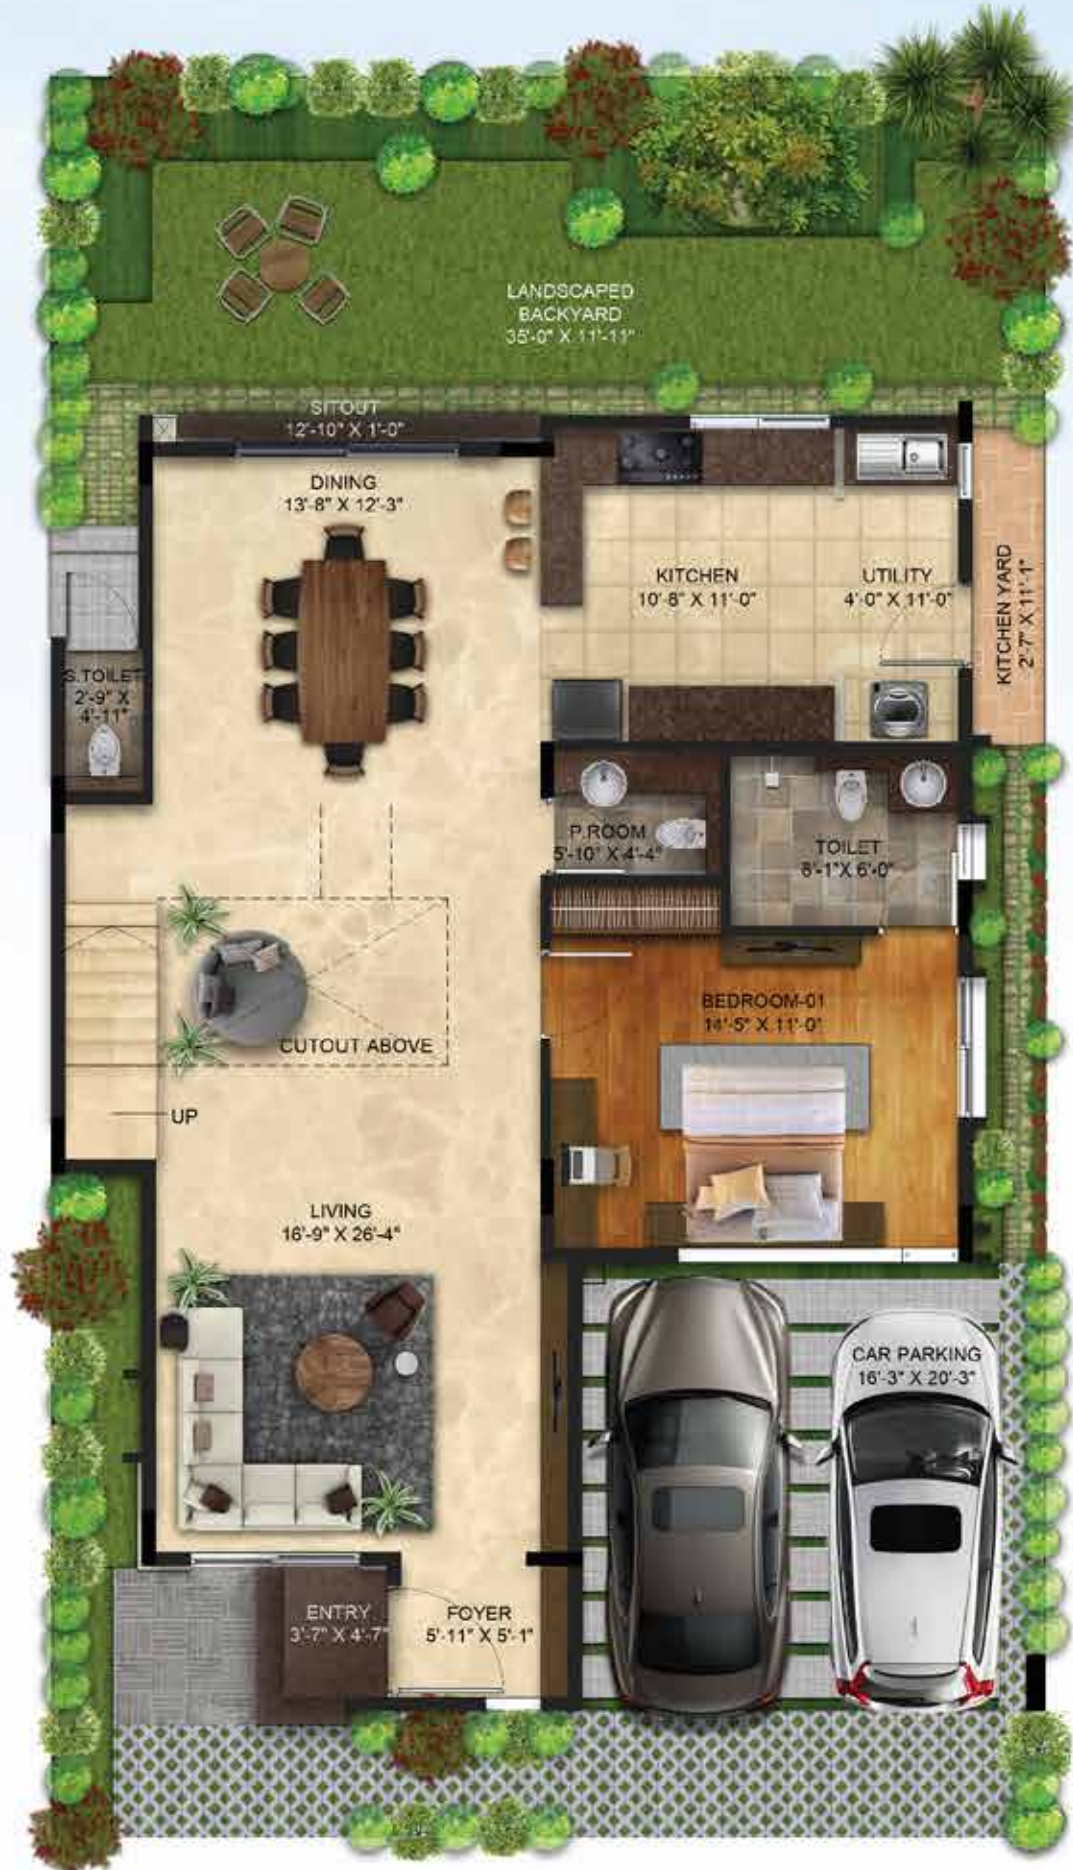 LANDSCAPED
BACKYARD
35'-0" X 11'-11"
SITOUT
12'-10" X 1'-0"
DINING
13'-8" X 12'-3"
KITCHEN
10'-8" X 11'-0"
UTILITY
4'-0" X 11'-0"
KITCHEN YARD
2'-7" X 11'-1"
S.TOILET
2'-9" X
4'-11"
P.ROOM
5'-10" X 4'-4"
TOILET
8'-1" X 6'-0"
BEDROOM-01
14'-5" X 11'-0"
CUTOUT ABOVE
UP
LIVING
16'-9" X 26'-4"
CAR PARKING
16'-3" X 20'-3"
ENTRY
3'-7" X 4'-7"
FOYER
5'-11" X 5'-1"